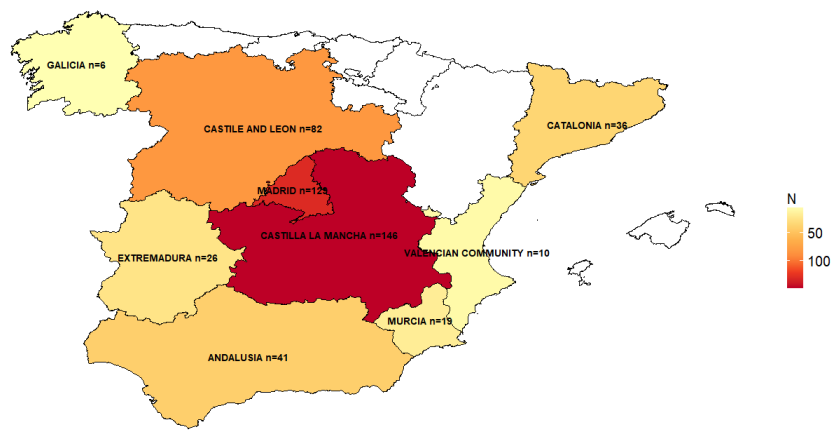 GALICIA n=6
CASTILE AND LEON n=82
CATALONIA n=36
MADRID n=123
CASTILLA LA MANCHA n=146
VALENCIAN COMMUNITY n=10
EXTREMADURA n=26
MURCIA n=19
ANDALUSIA n=41
N
50
100